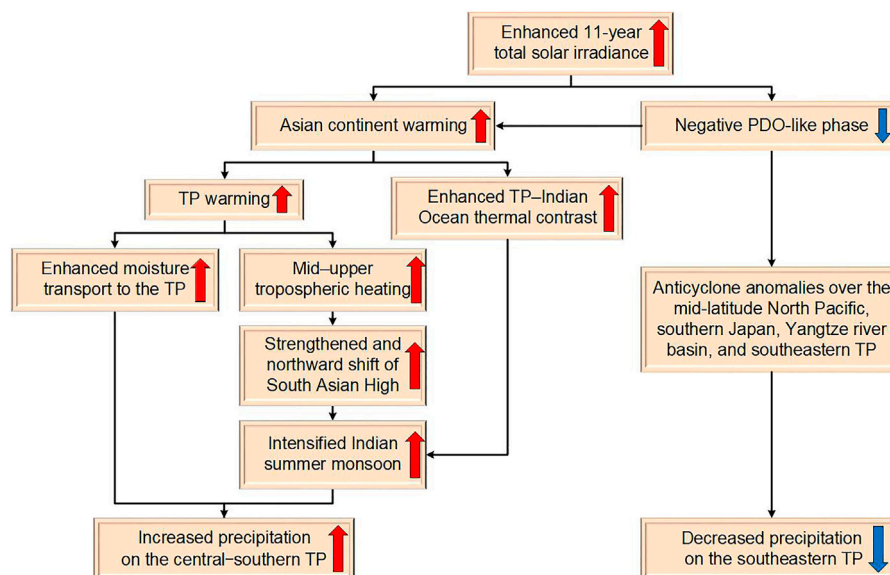 Enhanced 11-year
total solar irradiance
Asian continent warming
Negative PDO-like phase
TP warming
Enhanced TP–Indian
Ocean thermal contrast
Enhanced moisture
transport to the TP
Mid–upper
tropospheric heating
Anticyclone anomalies over the
mid-latitude North Pacific,
southern Japan, Yangtze river
basin, and southeastern TP
Strengthened and
northward shift of
South Asian High
Intensified Indian
summer monsoon
Increased precipitation
on the central–southern TP
Decreased precipitation
on the southeastern TP